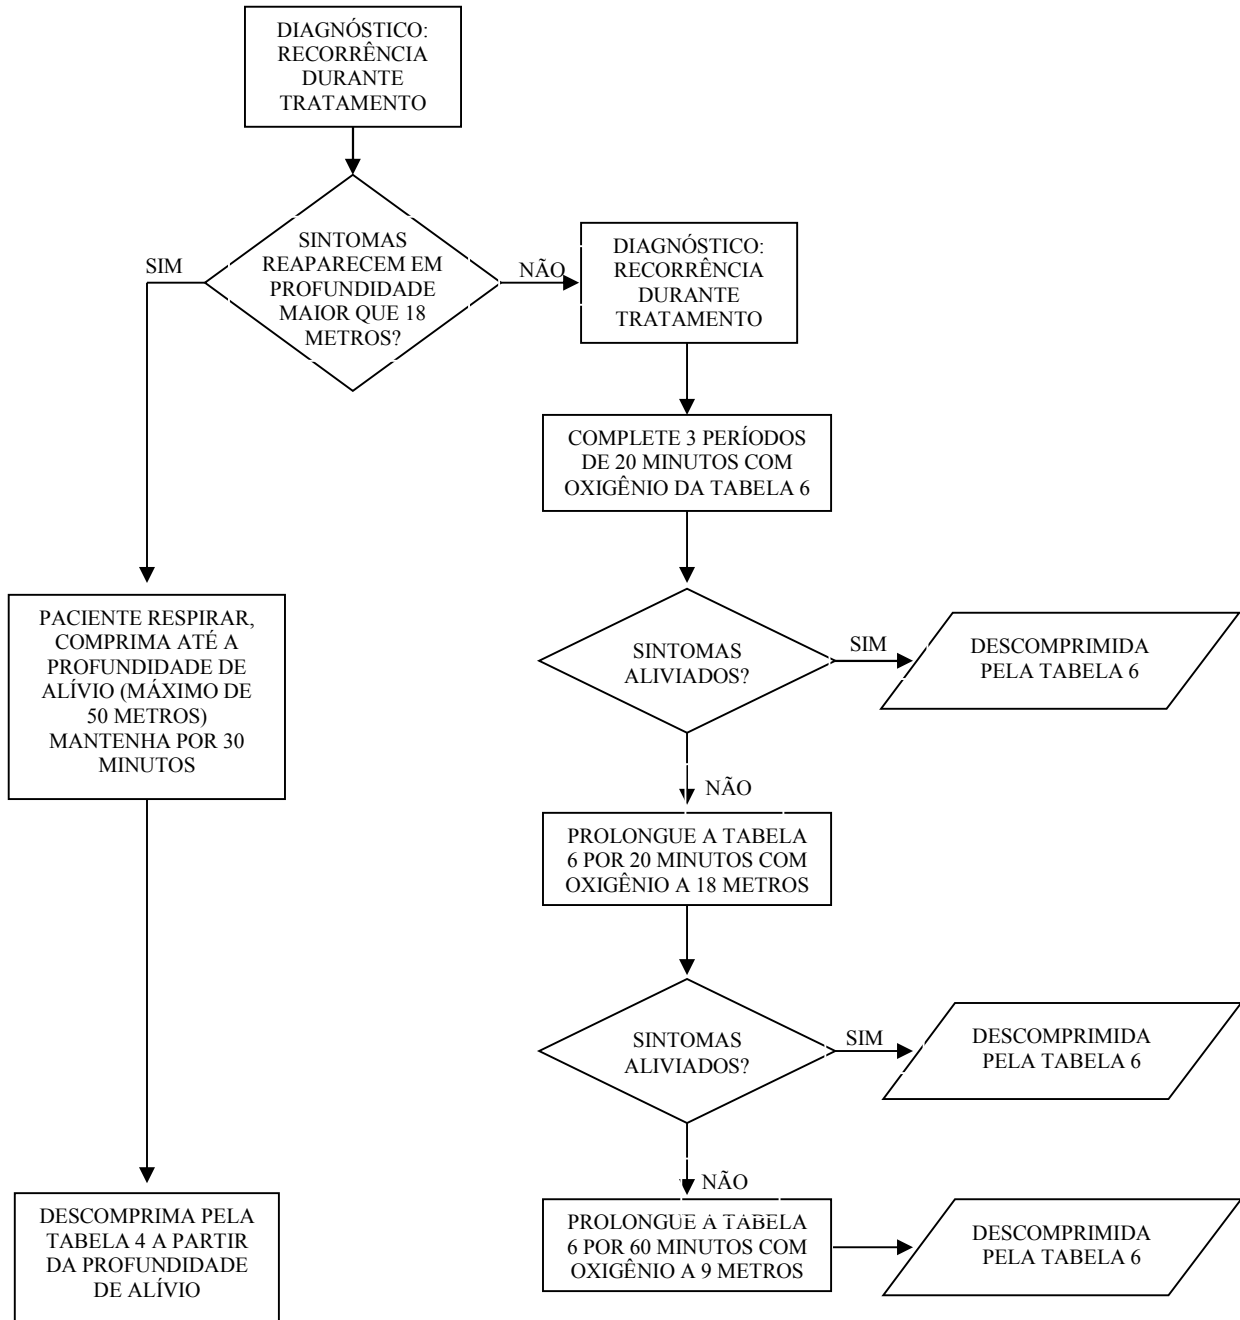 DIAGNÓSTICO:
RECORRÊNCIA
DURANTE
TRATAMENTO
SINTOMAS
REAPARECEM EM
PROFUNDIDADE
MAIOR QUE 18
METROS?
SIM
NÃO
DIAGNÓSTICO:
RECORRÊNCIA
DURANTE
TRATAMENTO
COMPLETE 3 PERÍODOS
DE 20 MINUTOS COM
OXIGÊNIO DA TABELA 6
PACIENTE RESPIRAR,
COMPRIMA ATÉ A
PROFUNDIDADE DE
ALÍVIO (MÁXIMO DE
50 METROS)
MANTENHA POR 30
MINUTOS
SINTOMAS
ALIVIADOS?
SIM
DESCOMPRIMIDA
PELA TABELA 6
NÃO
PROLONGUE A TABELA
6 POR 20 MINUTOS COM
OXIGÊNIO A 18 METROS
SINTOMAS
ALIVIADOS?
SIM
DESCOMPRIMIDA
PELA TABELA 6
NÃO
DESCOMPRIMA PELA
TABELA 4 A PARTIR
DA PROFUNDIDADE
DE ALÍVIO
PROLONGUE A TABELA
6 POR 60 MINUTOS COM
OXIGÊNIO A 9 METROS
DESCOMPRIMIDA
PELA TABELA 6